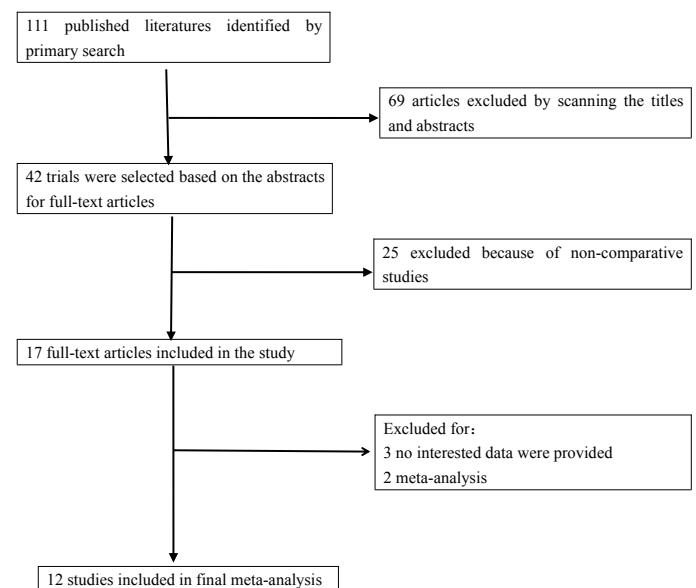 111 published literatures identified by
primary search
69 articles excluded by scanning the titles
and abstracts
42 trials were selected based on the abstracts
for full-text articles
25 excluded because of non-comparative
studies
17 full-text articles included in the study
Excluded for：
3 no interested data were provided
2 meta-analysis
12 studies included in final meta-analysis